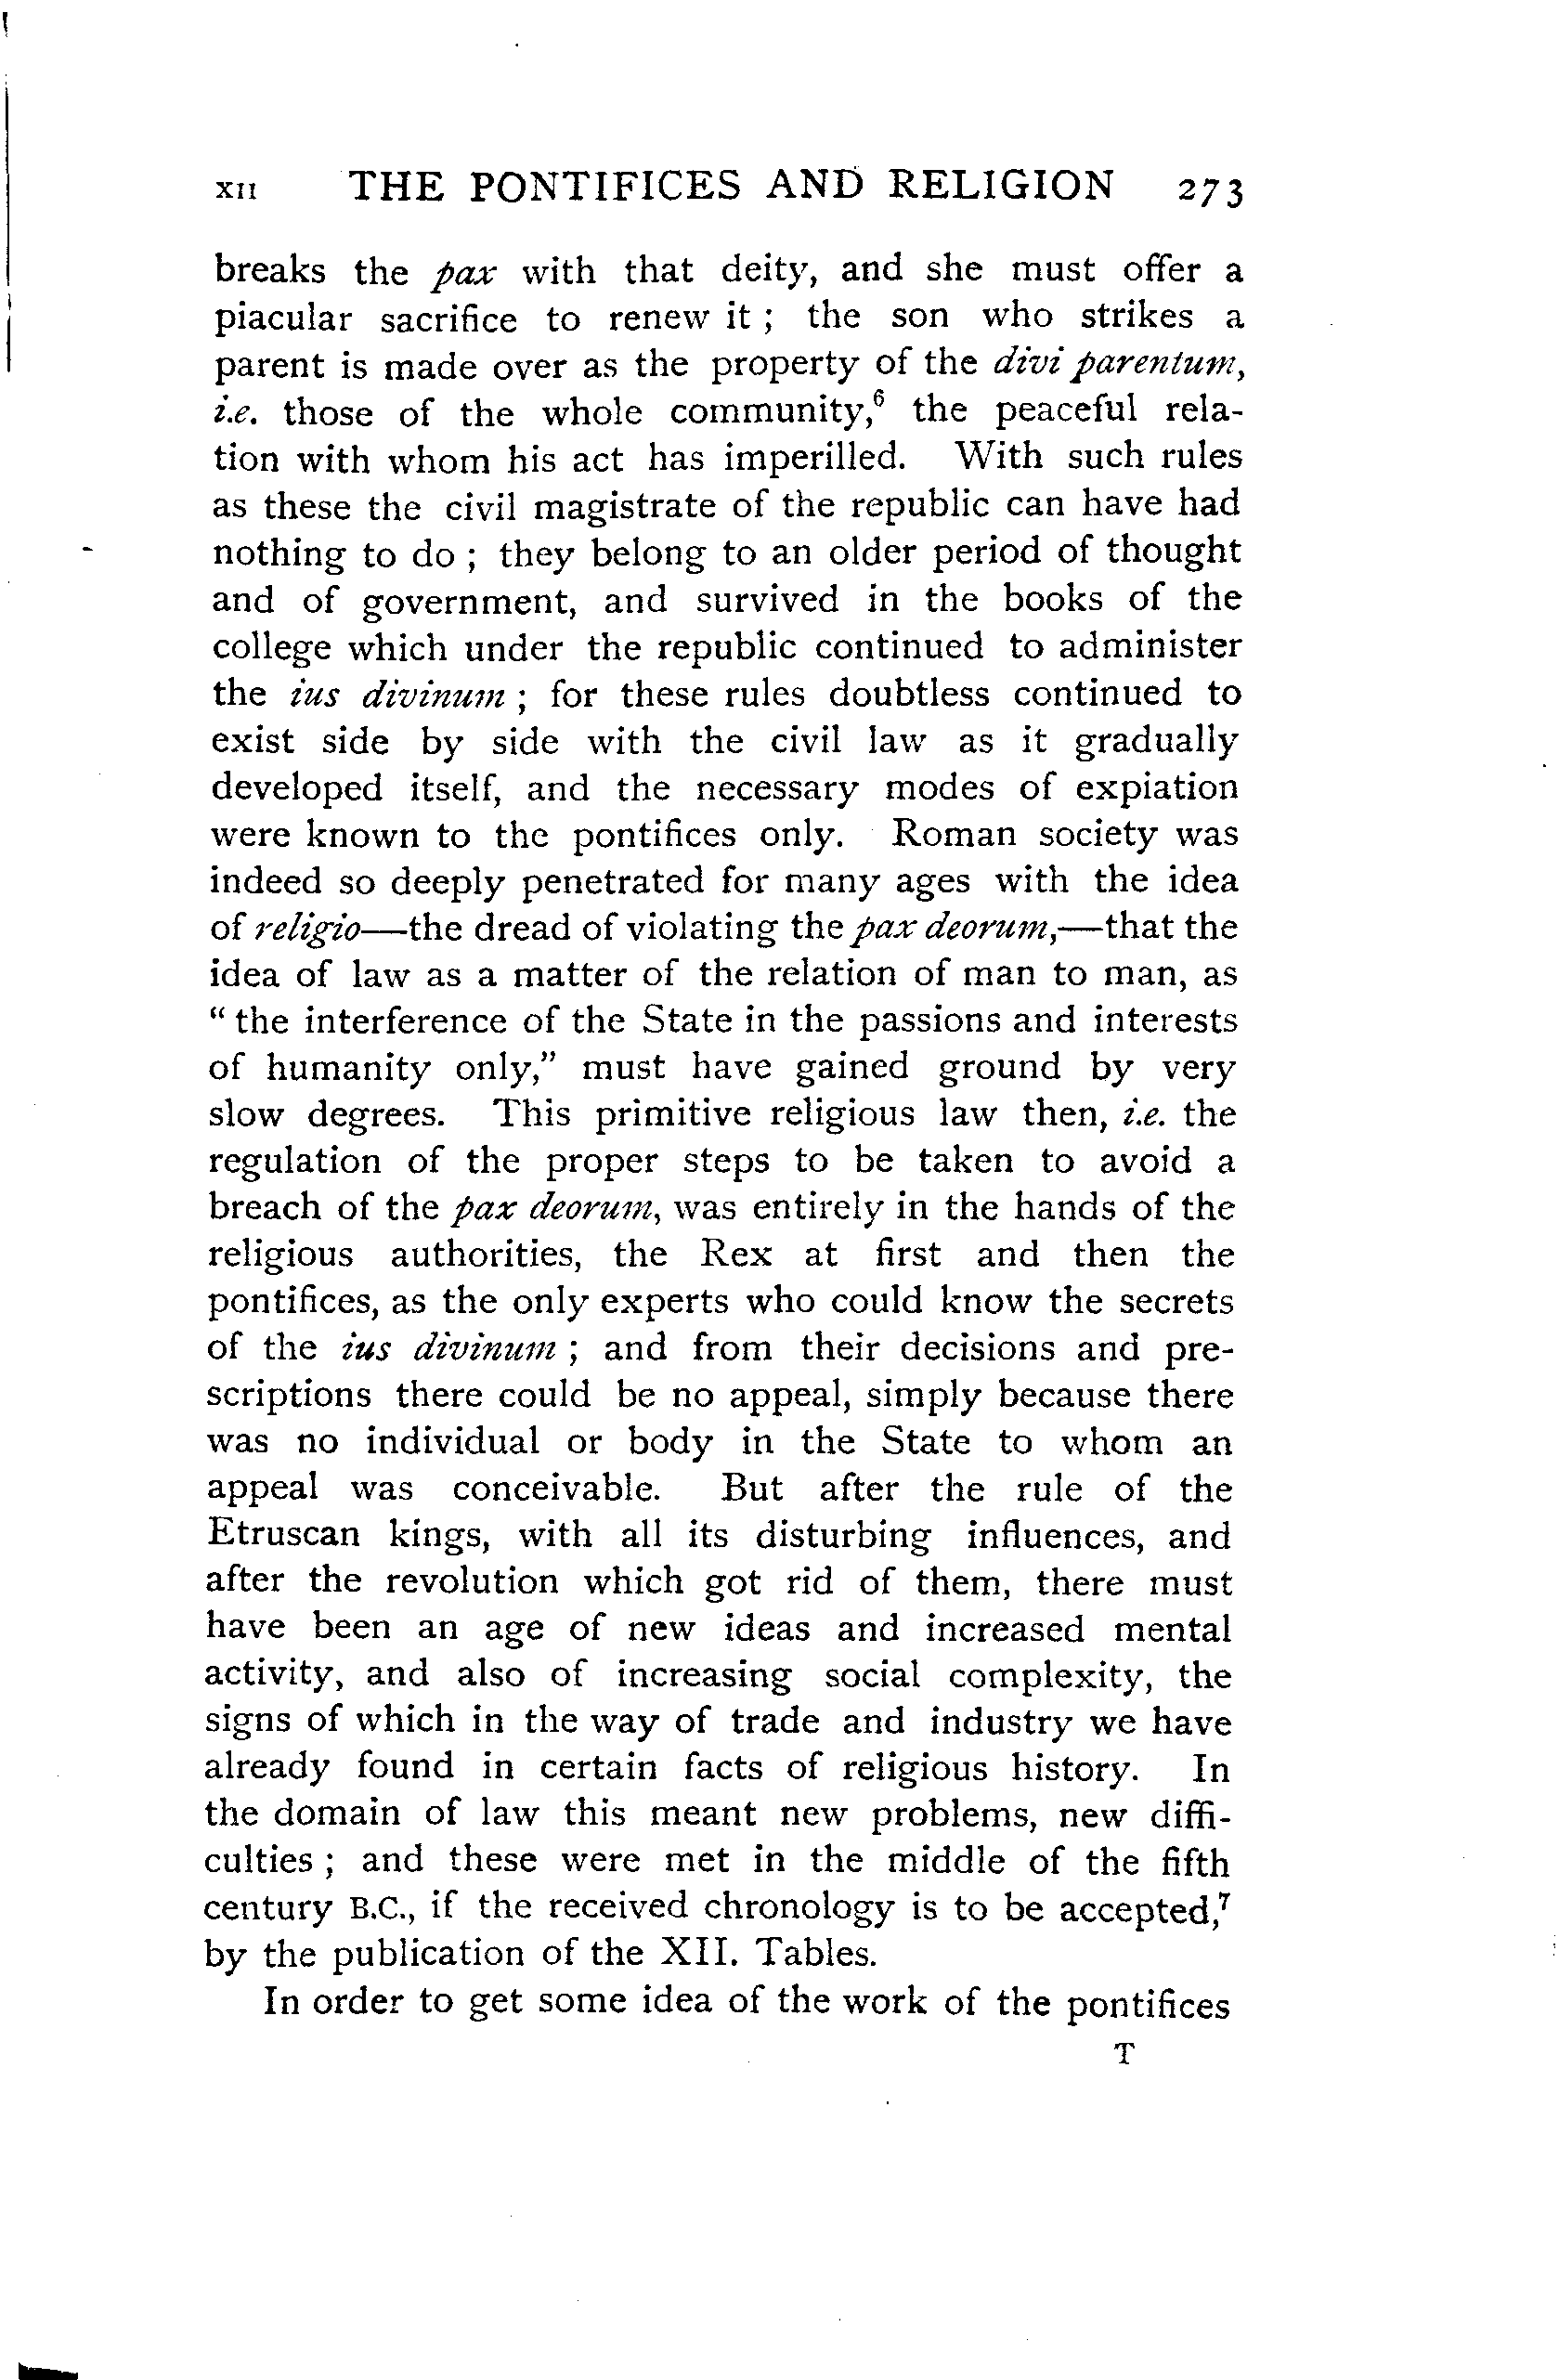 XII THE PONTIFICES AND RELIGION 273
breaks the pax with that deity, and she must offer a
piacular sacrifice to renew it ; the son who strikes a
parent is made over as the property of the divi parentum,
i.e. those of the whole community,⁶ the peaceful rela-
tion with whom his act has imperilled. With such rules
as these the civil magistrate of the republic can have had
nothing to do ; they belong to an older period of thought
and of government, and survived in the books of the
college which under the republic continued to administer
the ius divinum ; for these rules doubtless continued to
exist side by side with the civil law as it gradually
developed itself, and the necessary modes of expiation
were known to the pontifices only. Roman society was
indeed so deeply penetrated for many ages with the idea
of religio—the dread of violating the pax deorum,—that the
idea of law as a matter of the relation of man to man, as
“ the interference of the State in the passions and interests
of humanity only,” must have gained ground by very
slow degrees. This primitive religious law then, i.e. the
regulation of the proper steps to be taken to avoid a
breach of the pax deorum, was entirely in the hands of the
religious authorities, the Rex at first and then the
pontifices, as the only experts who could know the secrets
of the ius divinum ; and from their decisions and pre-
scriptions there could be no appeal, simply because there
was no individual or body in the State to whom an
appeal was conceivable. But after the rule of the
Etruscan kings, with all its disturbing influences, and
after the revolution which got rid of them, there must
have been an age of new ideas and increased mental
activity, and also of increasing social complexity, the
signs of which in the way of trade and industry we have
already found in certain facts of religious history. In
the domain of law this meant new problems, new diffi-
culties ; and these were met in the middle of the fifth
century B.C., if the received chronology is to be accepted,⁷
by the publication of the XII. Tables.
In order to get some idea of the work of the pontifices
T